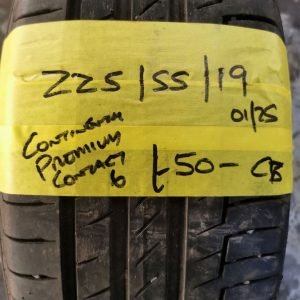 225/55/19
01/25
CONTINENTAL
PREMIUM
CONTACT
6
£50- CB